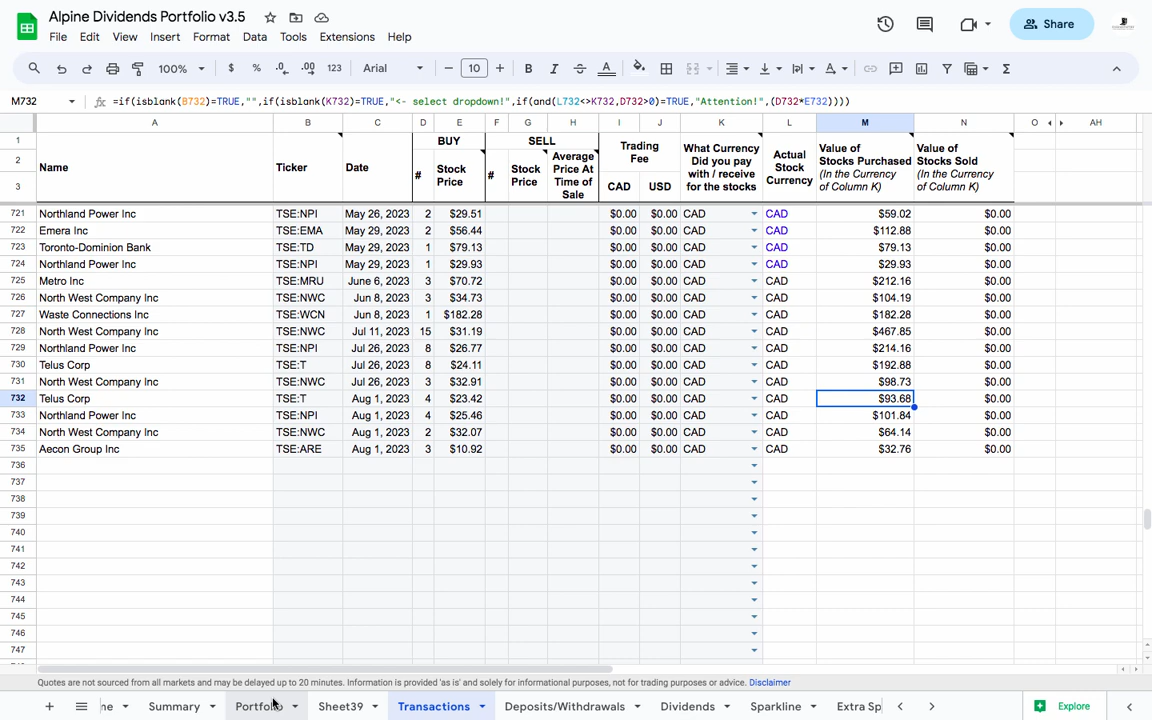 Alpine Dividends Portfolio v3.5
Share
File Edit View Insert Format Data Tools Extensions Help
100% $ % .0 .00 123 Arial 10 B I A
M732 fx =if(isblank(B732)=TRUE,"",if(isblank(K732)=TRUE,"<- select dropdown!",if(and(L732<>K732,D732>0)=TRUE,"Attention!",(D732*E732))))
A B C D E F G H I J K L M N O AH
1 2 3
Name Ticker Date
BUY # Stock Price
SELL # Stock Price Average Price At Time of Sale
Trading Fee CAD USD
What Currency Did you pay with / receive for the stocks
Actual Stock Currency
Value of Stocks Purchased (In the Currency of Column K)
Value of Stocks Sold (In the Currency of Column K)
721 Northland Power Inc TSE:NPI May 26, 2023 2 $29.51 $0.00 $0.00 CAD CAD $59.02 $0.00
722 Emera Inc TSE:EMA May 29, 2023 2 $56.44 $0.00 $0.00 CAD CAD $112.88 $0.00
723 Toronto-Dominion Bank TSE:TD May 29, 2023 1 $79.13 $0.00 $0.00 CAD CAD $79.13 $0.00
724 Northland Power Inc TSE:NPI May 29, 2023 1 $29.93 $0.00 $0.00 CAD CAD $29.93 $0.00
725 Metro Inc TSE:MRU June 6, 2023 3 $70.72 $0.00 $0.00 CAD CAD $212.16 $0.00
726 North West Company Inc TSE:NWC Jun 8, 2023 3 $34.73 $0.00 $0.00 CAD CAD $104.19 $0.00
727 Waste Connections Inc TSE:WCN Jun 8, 2023 1 $182.28 $0.00 $0.00 CAD CAD $182.28 $0.00
728 North West Company Inc TSE:NWC Jul 11, 2023 15 $31.19 $0.00 $0.00 CAD CAD $467.85 $0.00
729 Northland Power Inc TSE:NPI Jul 26, 2023 8 $26.77 $0.00 $0.00 CAD CAD $214.16 $0.00
730 Telus Corp TSE:T Jul 26, 2023 8 $24.11 $0.00 $0.00 CAD CAD $192.88 $0.00
731 North West Company Inc TSE:NWC Jul 26, 2023 3 $32.91 $0.00 $0.00 CAD CAD $98.73 $0.00
732 Telus Corp TSE:T Aug 1, 2023 4 $23.42 $0.00 $0.00 CAD CAD $93.68 $0.00
733 Northland Power Inc TSE:NPI Aug 1, 2023 4 $25.46 $0.00 $0.00 CAD CAD $101.84 $0.00
734 North West Company Inc TSE:NWC Aug 1, 2023 2 $32.07 $0.00 $0.00 CAD CAD $64.14 $0.00
735 Aecon Group Inc TSE:ARE Aug 1, 2023 3 $10.92 $0.00 $0.00 CAD CAD $32.76 $0.00
736
737
738
739
740
741
742
743
744
745
746
747
Quotes are not sourced from all markets and may be delayed up to 20 minutes. Information is provided 'as is' and solely for informational purposes, not for trading purposes or advice. Disclaimer
ne Summary Portfolio Sheet39 Transactions Deposits/Withdrawals Dividends Sparkline Extra Sp Explore